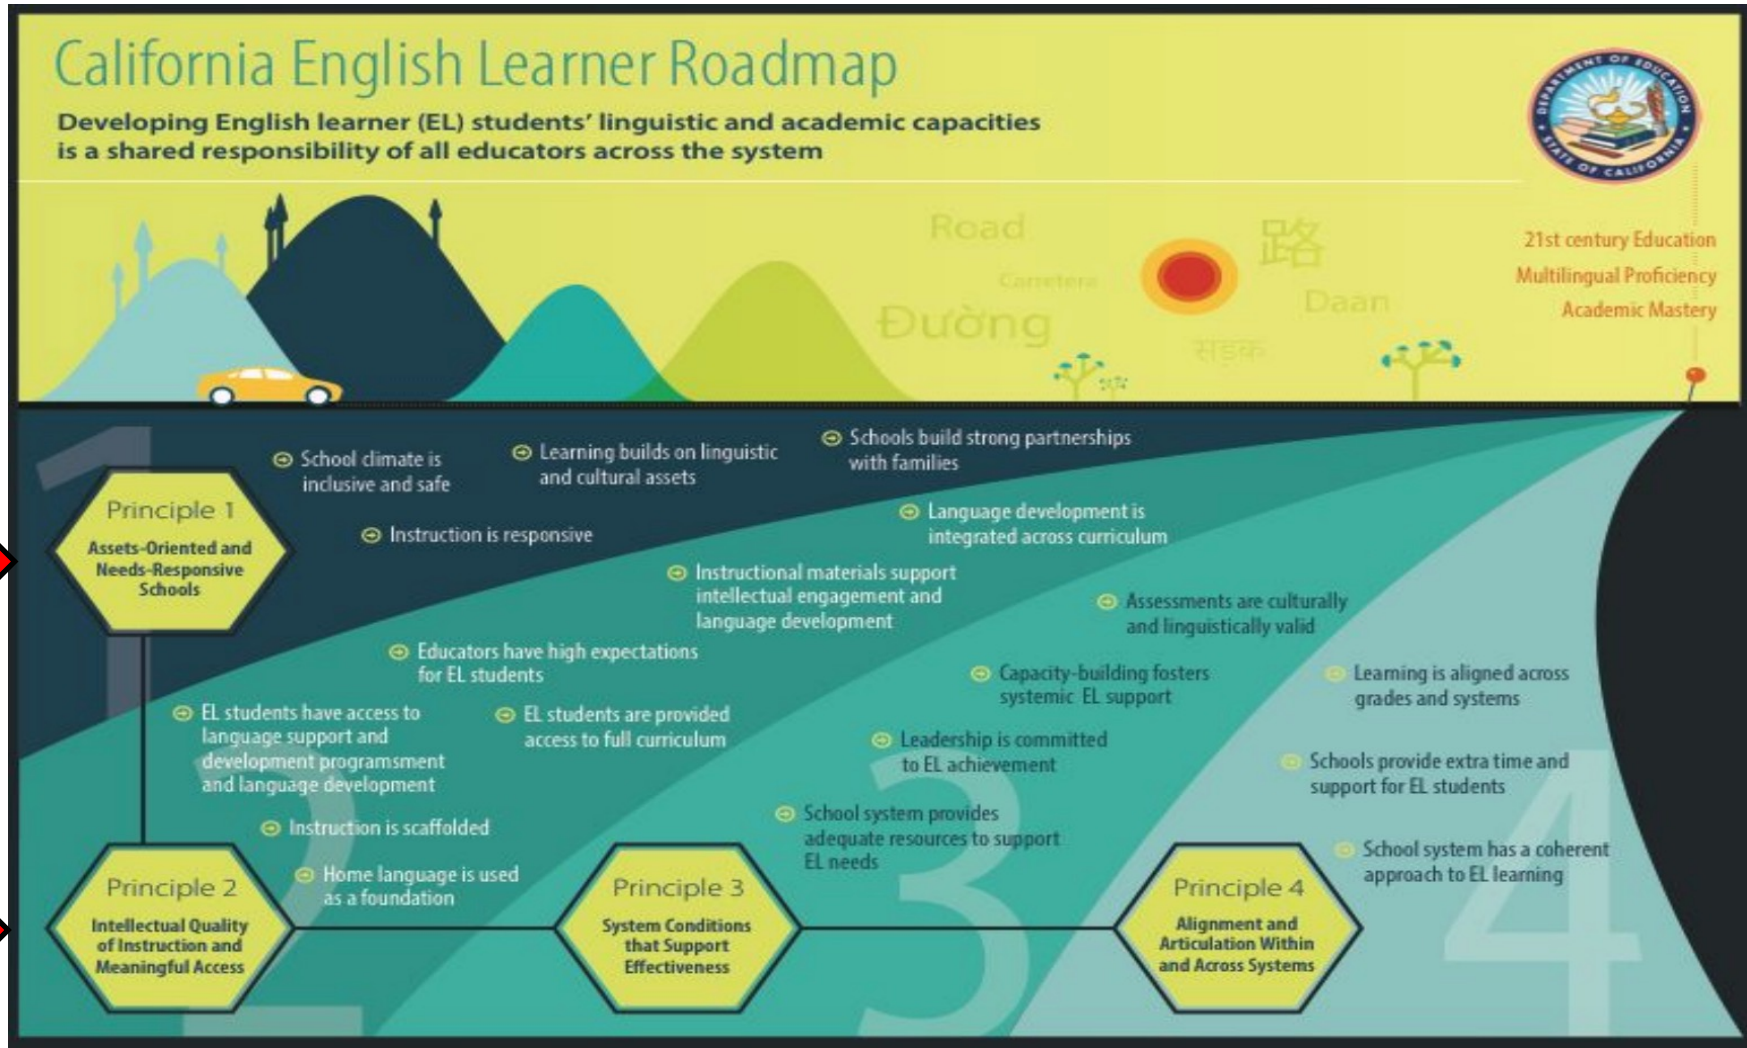 California English Learner Roadmap
Developing English learner (EL) students' linguistic and academic capacities
is a shared responsibility of all educators across the system
DEPARTMENT OF EDUCATION
STATE OF CALIFORNIA
Road
Carretera
Đường
路
Daan
सड़क
21st century Education
Multilingual Proficiency
Academic Mastery
1
Principle 1
Assets-Oriented and
Needs-Responsive
Schools
School climate is
inclusive and safe
Learning builds on linguistic
and cultural assets
Schools build strong partnerships
with families
Instruction is responsive
2
Principle 2
Intellectual Quality
of Instruction and
Meaningful Access
Language development is
integrated across curriculum
Instructional materials support
intellectual engagement and
language development
Educators have high expectations
for EL students
EL students have access to
language support and
development programsment
and language development
EL students are provided
access to full curriculum
Instruction is scaffolded
Home language is used
as a foundation
3
Principle 3
System Conditions
that Support
Effectiveness
Assessments are culturally
and linguistically valid
Capacity-building fosters
systemic EL support
Leadership is committed
to EL achievement
School system provides
adequate resources to support
EL needs
4
Principle 4
Alignment and
Articulation Within
and Across Systems
Learning is aligned across
grades and systems
Schools provide extra time and
support for EL students
School system has a coherent
approach to EL learning